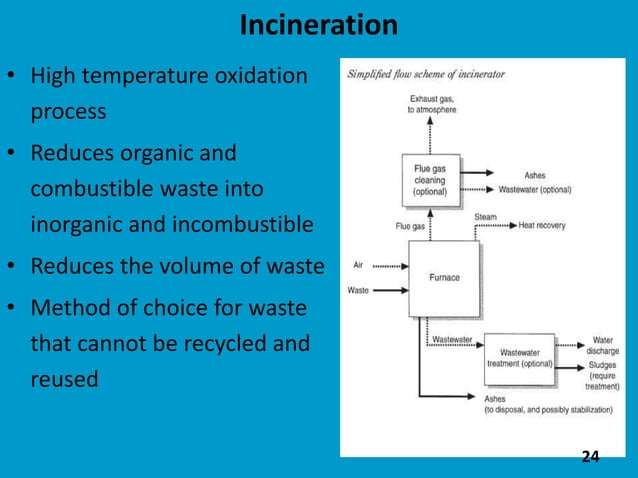 Incineration
• High temperature oxidation
process
• Reduces organic and
combustible waste into
inorganic and incombustible
• Reduces the volume of waste
• Method of choice for waste
that cannot be recycled and
reused
Simplified flow scheme of incinerator
Exhaust gas,
to atmosphere
Flue gas
cleaning
(optional)
Ashes
Wastewater (optional)
Flue gas
Steam
Heat recovery
Air
Waste
Furnace
Wastewater
Wastewater
treatment (optional)
Water
discharge
Sludges
(require
treatment)
Ashes
(to disposal, and possibly stabilization)
24